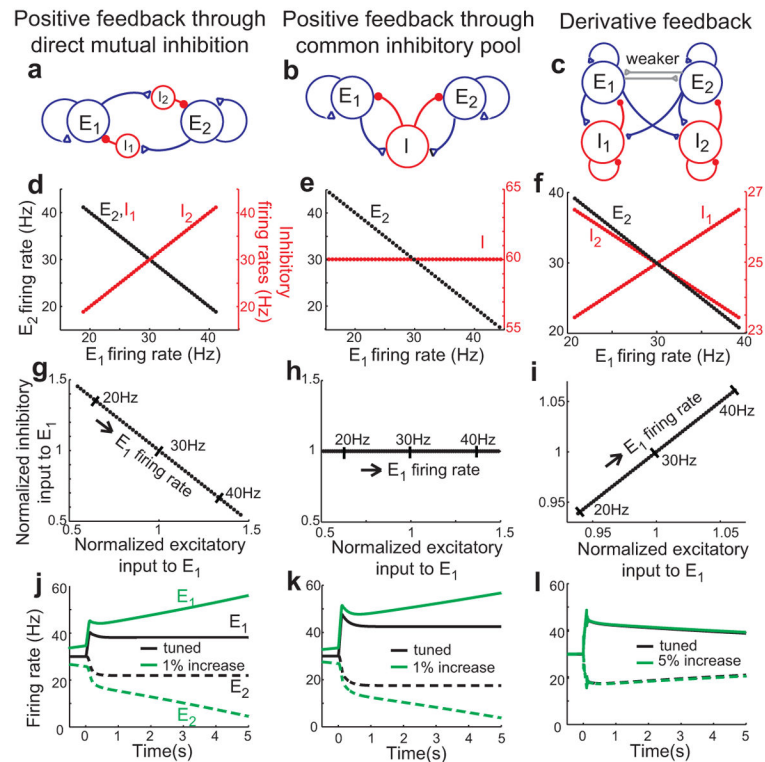 Positive feedback through
direct mutual inhibition
Positive feedback through
common inhibitory pool
Derivative feedback
a
E1
I2
I1
E2
b
E1
E2
I
c
weaker
E1
E2
I1
I2
d
E2,I1
I2
40
30
20
40
30
20
20 30 40
E2 firing rate (Hz)
Inhibitory
firing rates (Hz)
E1 firing rate (Hz)
e
E2
I
40
30
20
65
60
55
20 30 40
E1 firing rate (Hz)
f
E2
I2
I1
40
30
20
27
25
23
20 30 40
E1 firing rate (Hz)
g
1.5
1
0.5
20Hz
30Hz
40Hz
E1 firing rate
0.5 1 1.5
Normalized inhibitory
input to E1
Normalized excitatory
input to E1
h
1.5
1
0.5
20Hz 30Hz 40Hz
E1 firing rate
0.5 1 1.5
Normalized excitatory
input to E1
i
1.05
1
0.95
E1 firing rate
40Hz
30Hz
20Hz
0.95 1 1.05
Normalized excitatory
input to E1
j
60
40
20
0
E1
E1
tuned
1% increase
E2
E2
0 1 2 3 4 5
Firing rate (Hz)
Time(s)
k
60
40
20
0
tuned
1% increase
0 1 2 3 4 5
Time(s)
l
60
40
20
0
tuned
5% increase
0 1 2 3 4 5
Time(s)